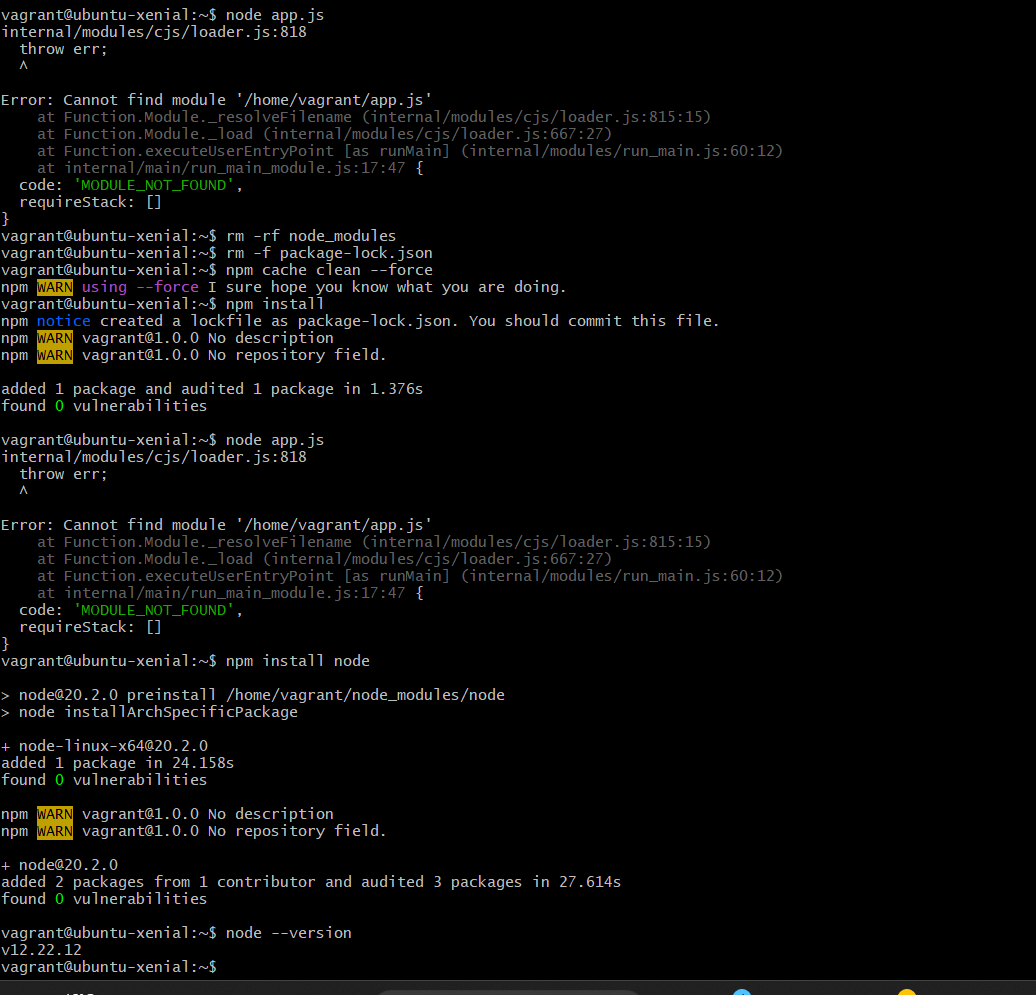 vagrant@ubuntu-xenial:~$ node app.js
internal/modules/cjs/loader.js:818
  throw err;
  ^
Error: Cannot find module '/home/vagrant/app.js'
    at Function.Module._resolveFilename (internal/modules/cjs/loader.js:815:15)
    at Function.Module._load (internal/modules/cjs/loader.js:667:27)
    at Function.executeUserEntryPoint [as runMain] (internal/modules/run_main.js:60:12)
    at internal/main/run_main_module.js:17:47 {
  code: 'MODULE_NOT_FOUND',
  requireStack: []
}
vagrant@ubuntu-xenial:~$ rm -rf node_modules
vagrant@ubuntu-xenial:~$ rm -f package-lock.json
vagrant@ubuntu-xenial:~$ npm cache clean --force
npm WARN using --force I sure hope you know what you are doing.
vagrant@ubuntu-xenial:~$ npm install
npm notice created a lockfile as package-lock.json. You should commit this file.
npm WARN vagrant@1.0.0 No description
npm WARN vagrant@1.0.0 No repository field.
added 1 package and audited 1 package in 1.376s
found 0 vulnerabilities
vagrant@ubuntu-xenial:~$ node app.js
internal/modules/cjs/loader.js:818
  throw err;
  ^
Error: Cannot find module '/home/vagrant/app.js'
    at Function.Module._resolveFilename (internal/modules/cjs/loader.js:815:15)
    at Function.Module._load (internal/modules/cjs/loader.js:667:27)
    at Function.executeUserEntryPoint [as runMain] (internal/modules/run_main.js:60:12)
    at internal/main/run_main_module.js:17:47 {
  code: 'MODULE_NOT_FOUND',
  requireStack: []
}
vagrant@ubuntu-xenial:~$ npm install node
> node@20.2.0 preinstall /home/vagrant/node_modules/node
> node installArchSpecificPackage
+ node-linux-x64@20.2.0
added 1 package in 24.158s
found 0 vulnerabilities
npm WARN vagrant@1.0.0 No description
npm WARN vagrant@1.0.0 No repository field.
+ node@20.2.0
added 2 packages from 1 contributor and audited 3 packages in 27.614s
found 0 vulnerabilities
vagrant@ubuntu-xenial:~$ node --version
v12.22.12
vagrant@ubuntu-xenial:~$